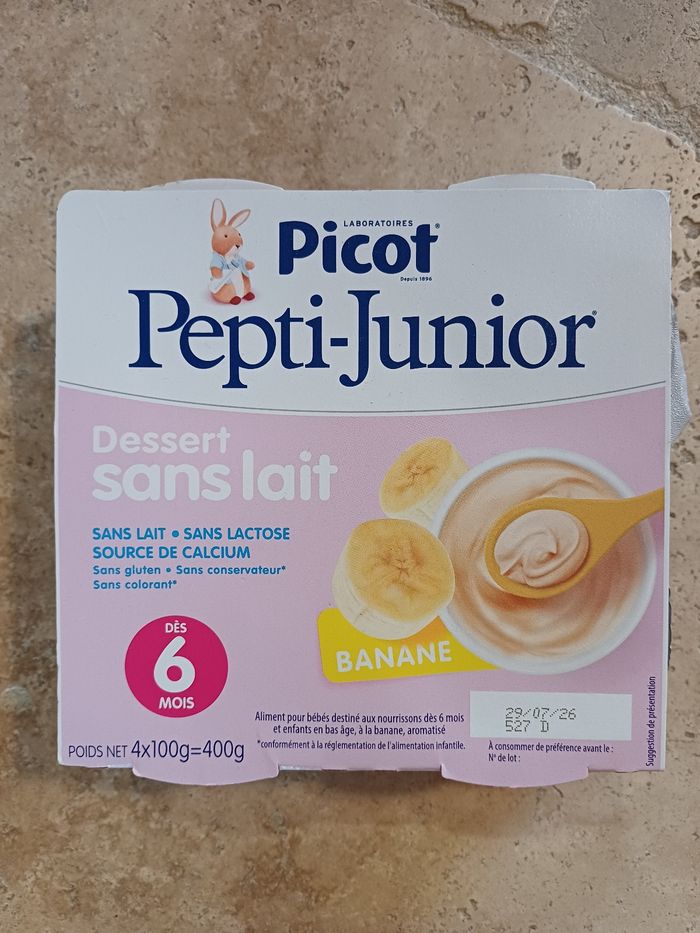 LABORATOIRES
Picot®
Depuis 1896
Pepti-Junior®
Dessert
sans lait
SANS LAIT • SANS LACTOSE
SOURCE DE CALCIUM
Sans gluten • Sans conservateur*
Sans colorant*
DÈS
6
MOIS
BANANE
POIDS NET 4x100g=400g
Aliment pour bébés destiné aux nourrissons dès 6 mois
et enfants en bas âge, à la banane, aromatisé
*conformément à la réglementation de l'alimentation infantile.
29/07/26
527 D
À consommer de préférence avant le :
N° de lot :
Suggestion de présentation